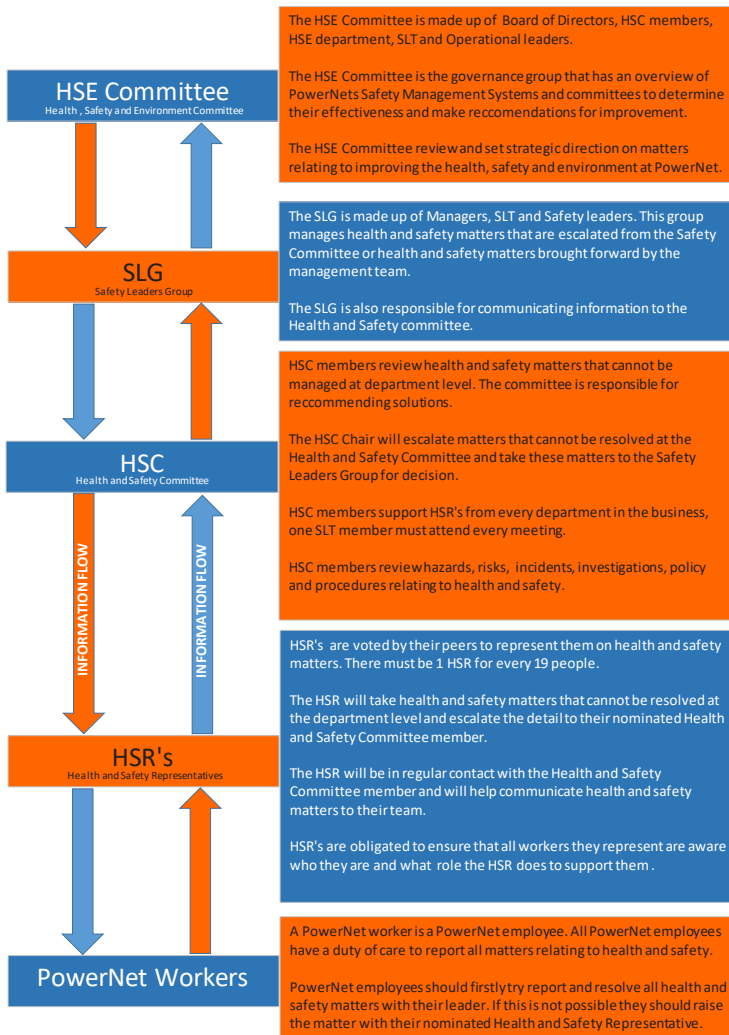 HSE Committee
Health , Safety and Environment Committee
The HSE Committee is made up of Board of Directors, HSC members,
HSE department, SLT and Operational leaders.
The HSE Committee is the governance group that has an overview of
PowerNets Safety Management Systems and committees to determine
their effectiveness and make reccomendations for improvement.
The HSE Committee review and set strategic direction on matters
relating to improving the health, safety and environment at PowerNet.
SLG
Safety Leaders Group
The SLG is made up of Managers, SLT and Safety leaders. This group
manages health and safety matters that are escalated from the Safety
Committee or health and safety matters brought forward by the
management team.
The SLG is also responsible for communicating information to the
Health and Safety committee.
HSC
Health and Safety Committee
HSC members review health and safety matters that cannot be
managed at department level. The committee is responsible for
reccommending solutions.
The HSC Chair will escalate matters that cannot be resolved at the
Health and Safety Committee and take these matters to the Safety
Leaders Group for decision.
HSC members support HSR's from every department in the business,
one SLT member must attend every meeting.
HSC members review hazards, risks, incidents, investigations, policy
and procedures relating to health and safety.
INFORMATION FLOW
INFORMATION FLOW
HSR's
Health and Safety Representatives
HSR's are voted by their peers to represent them on health and safety
matters. There must be 1 HSR for every 19 people.
The HSR will take health and safety matters that cannot be resolved at
the department level and escalate the detail to their nominated Health
and Safety Committee member.
The HSR will be in regular contact with the Health and Safety
Committee member and will help communicate health and safety
matters to their team.
HSR's are obligated to ensure that all workers they represent are aware
who they are and what role the HSR does to support them .
PowerNet Workers
A PowerNet worker is a PowerNet employee. All PowerNet employees
have a duty of care to report all matters relating to health and safety.
PowerNet employees should firstly try report and resolve all health and
safety matters with their leader. If this is not possible they should raise
the matter with their nominated Health and Safety Representative.